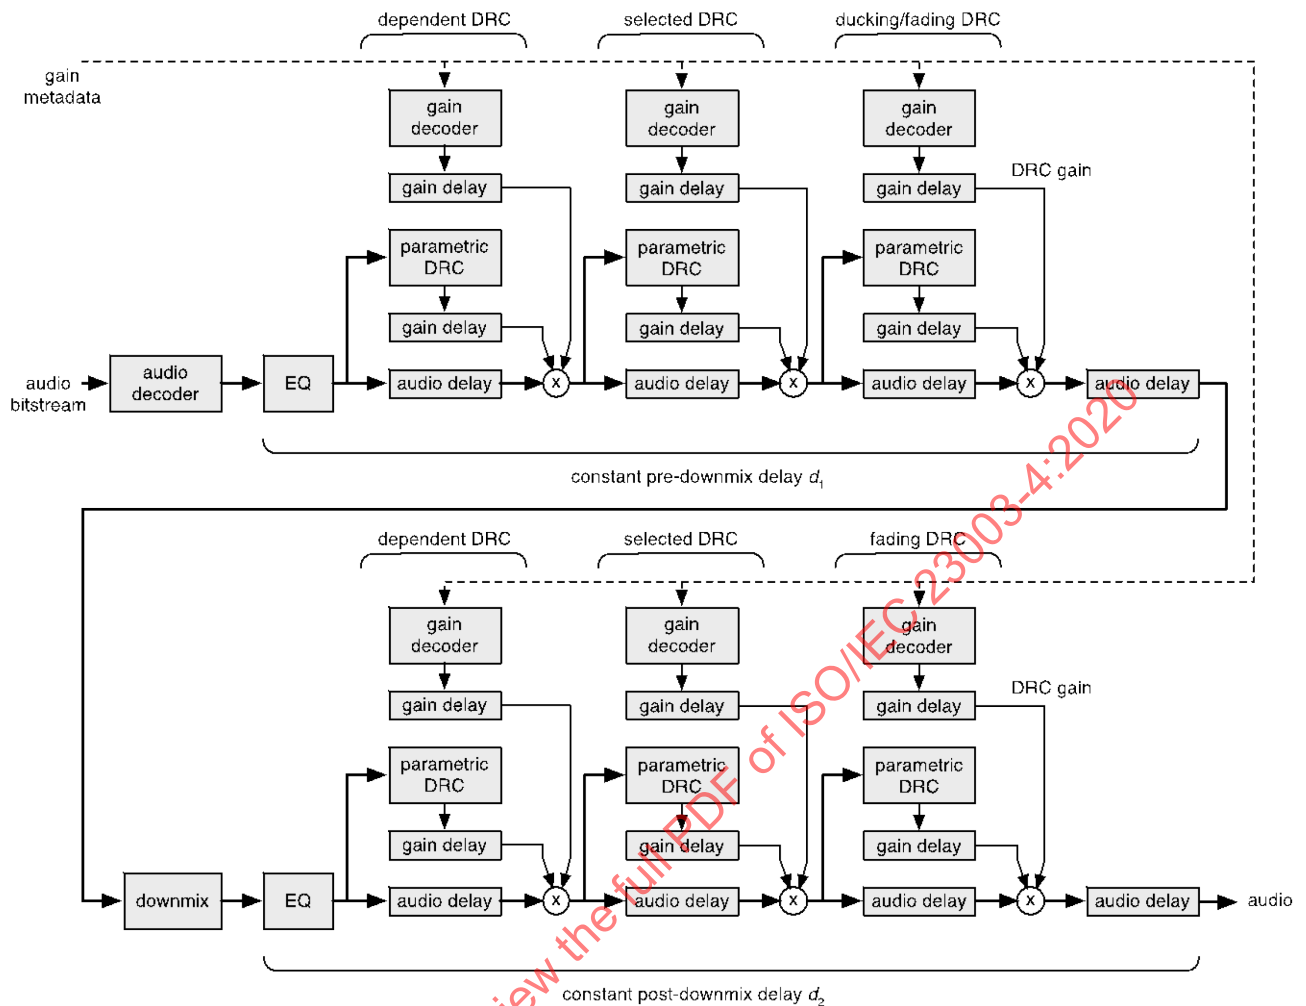 dependent DRC
selected DRC
ducking/fading DRC
gain
metadata
gain
decoder
gain
decoder
gain
decoder
gain delay
gain delay
gain delay
DRC gain
parametric
DRC
parametric
DRC
parametric
DRC
gain delay
gain delay
gain delay
audio
bitstream
audio
decoder
EQ
audio delay
x
audio delay
x
audio delay
x
audio delay
constant pre-downmix delay d1
dependent DRC
selected DRC
fading DRC
gain
decoder
gain
decoder
gain
decoder
gain delay
gain delay
gain delay
DRC gain
parametric
DRC
parametric
DRC
parametric
DRC
gain delay
gain delay
gain delay
downmix
EQ
audio delay
x
audio delay
x
audio delay
x
audio delay
audio
constant post-downmix delay d2
view the full PDF of ISO/IEC 23003-4:2020